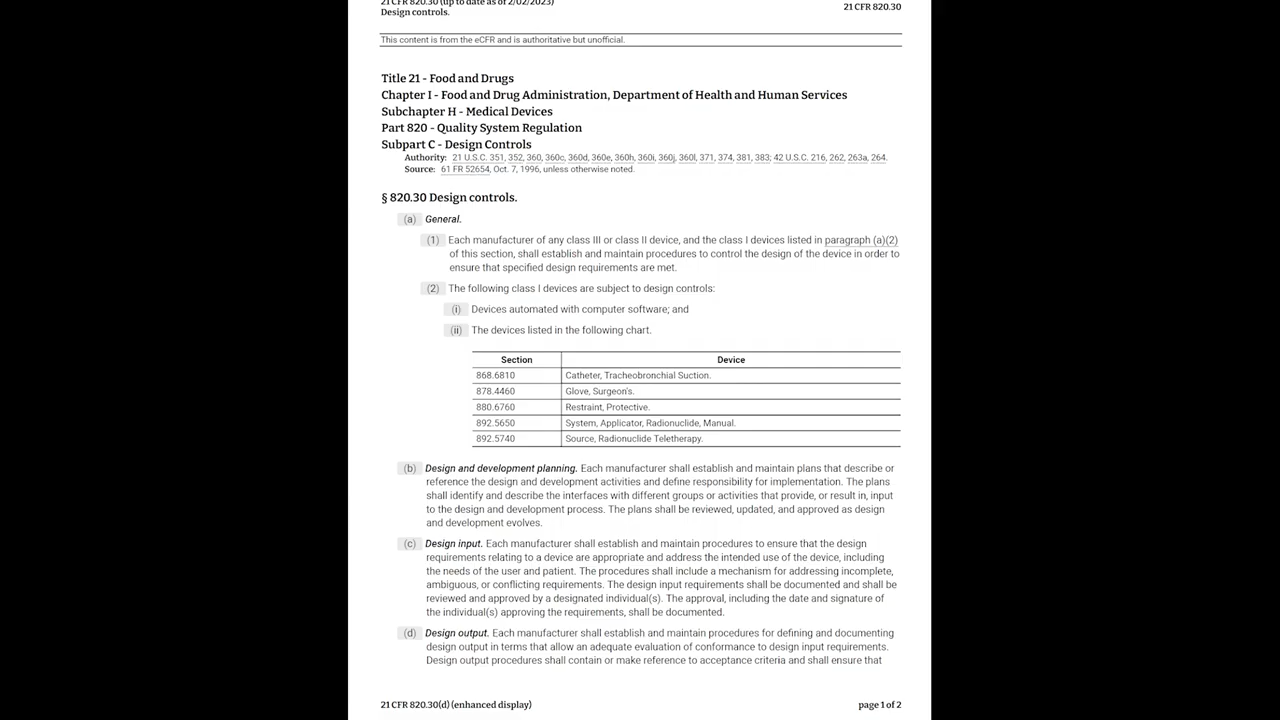 21 CFR 820.30 (up to date as of 2/02/2023)
Design controls.
21 CFR 820.30
This content is from the eCFR and is authoritative but unofficial.
Title 21 - Food and Drugs
Chapter I - Food and Drug Administration, Department of Health and Human Services
Subchapter H - Medical Devices
Part 820 - Quality System Regulation
Subpart C - Design Controls
Authority: 21 U.S.C. 351, 352, 360, 360c, 360d, 360e, 360h, 360i, 360j, 360l, 371, 374, 381, 383; 42 U.S.C. 216, 262, 263a, 264.
Source: 61 FR 52654, Oct. 7, 1996, unless otherwise noted.
§ 820.30 Design controls.
(a) General.
(1) Each manufacturer of any class III or class II device, and the class I devices listed in paragraph (a)(2)
of this section, shall establish and maintain procedures to control the design of the device in order to
ensure that specified design requirements are met.
(2) The following class I devices are subject to design controls:
(i) Devices automated with computer software; and
(ii) The devices listed in the following chart.
Section Device
868.6810 Catheter, Tracheobronchial Suction.
878.4460 Glove, Surgeon's.
880.6760 Restraint, Protective.
892.5650 System, Applicator, Radionuclide, Manual.
892.5740 Source, Radionuclide Teletherapy.
(b) Design and development planning. Each manufacturer shall establish and maintain plans that describe or
reference the design and development activities and define responsibility for implementation. The plans
shall identify and describe the interfaces with different groups or activities that provide, or result in, input
to the design and development process. The plans shall be reviewed, updated, and approved as design
and development evolves.
(c) Design input. Each manufacturer shall establish and maintain procedures to ensure that the design
requirements relating to a device are appropriate and address the intended use of the device, including
the needs of the user and patient. The procedures shall include a mechanism for addressing incomplete,
ambiguous, or conflicting requirements. The design input requirements shall be documented and shall be
reviewed and approved by a designated individual(s). The approval, including the date and signature of
the individual(s) approving the requirements, shall be documented.
(d) Design output. Each manufacturer shall establish and maintain procedures for defining and documenting
design output in terms that allow an adequate evaluation of conformance to design input requirements.
Design output procedures shall contain or make reference to acceptance criteria and shall ensure that
21 CFR 820.30(d) (enhanced display)
page 1 of 2